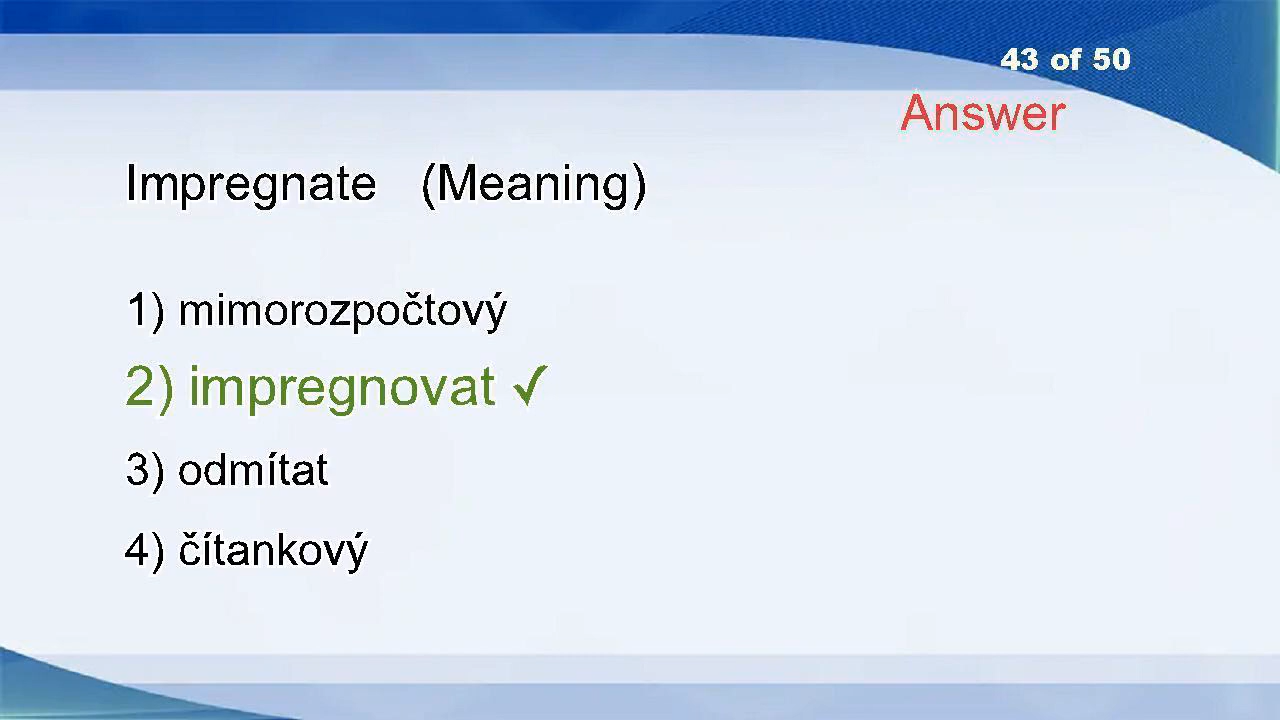 43 of 50
Answer
Impregnate (Meaning)
1) mimorozpočtový
2) impregnovat ✓
3) odmítat
4) čítankový